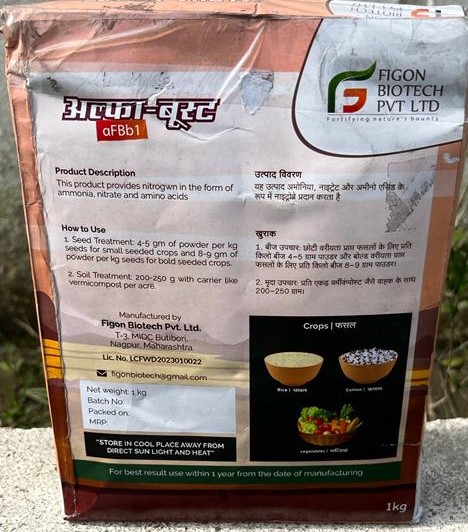 FIGON
BIOTECH
PVT LTD
Fortifying nature's bounty
अल्फा-बूस्ट
aFBb1
Product Description
This product provides nitrogwn in the form of
ammonia, nitrate and amino acids
उत्पाद विवरण
यह उत्पाद अमोनिया, नाइट्रेट और अमीनो एसिड के
रूप में नाइट्रोजन प्रदान करता है
How to Use
1. Seed Treatment: 4-5 gm of powder per kg
seeds for small seeded crops and 8-9 gm of
powder per kg seeds for bold seeded crops.
2. Soil Treatment: 200-250 g with carrier like
vermicompost per acre.
खुराक
1. बीज उपचार: छोटी वरीयता प्राप्त फसलों के लिए प्रति
किलो बीज 4-5 ग्राम पाउडर और बोल्ड वरीयता प्राप्त
फसलों के लिए प्रति किलो बीज 8-9 ग्राम पाउडर।
2. मृदा उपचार: प्रति एकड़ वर्मीकंपोस्ट जैसे वाहक के साथ
200-250 ग्राम।
Manufactured by
Figon Biotech Pvt. Ltd.
T-3, MIDC Butibori,
Nagpur, Maharashtra.
Lic. No. LCFWD2023010022
figonbiotech@gmail.com
Net weight: 1 kg
Batch No:
Packed on:
MRP:
"STORE IN COOL PLACE AWAY FROM
DIRECT SUN LIGHT AND HEAT"
Crops | फसल
Rice |
Cotton |
vegetables |
For best result use within 1 year from the date of manufacturing
1kg